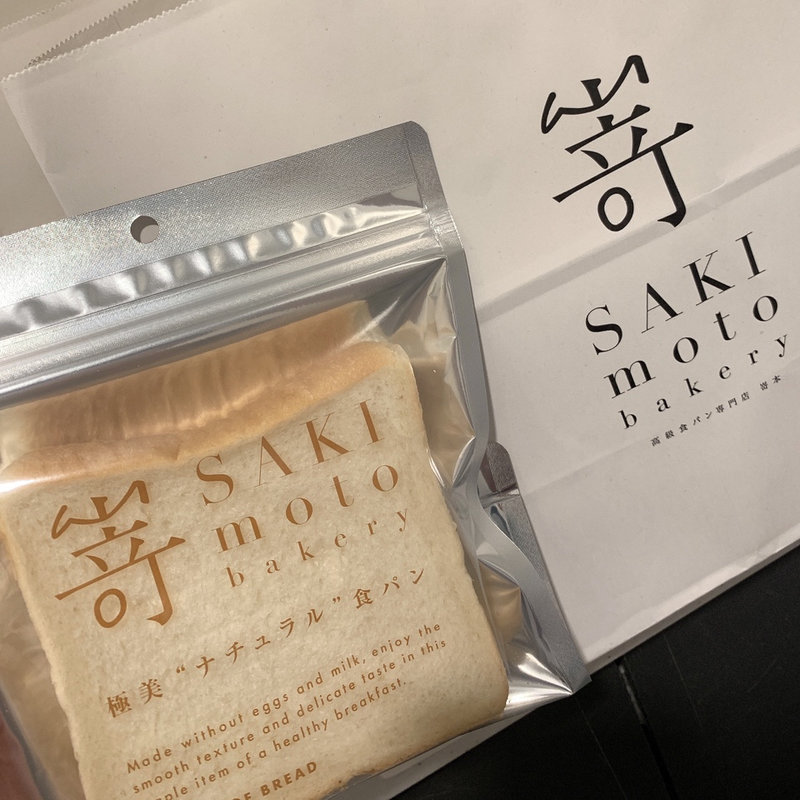 嵜
SAKI
moto
bakery
高級食パン専門店 嵜本
嵜
SAKI
moto
bakery
極美“ナチュラル”食パン
Made without eggs and milk, enjoy the
smooth texture and delicate taste in this
item of a healthy breakfast.
BREAD